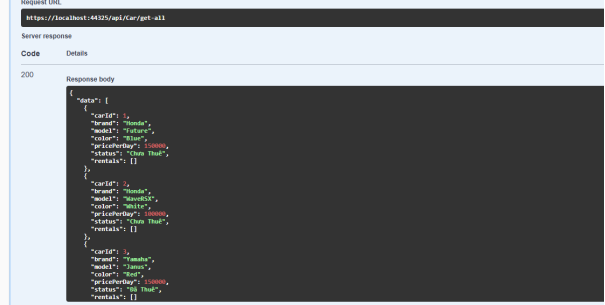 Request URL
https://localhost:44325/api/Car/get-all
Server response
Code Details
200
Response body
{
"data": [
{
"carId": 1,
"brand": "Honda",
"model": "Future",
"color": "Blue",
"pricePerDay": 150000,
"status": "Chưa Thuê",
"rentals": []
},
{
"carId": 2,
"brand": "Honda",
"model": "WaveRSX",
"color": "White",
"pricePerDay": 100000,
"status": "Chưa Thuê",
"rentals": []
},
{
"carId": 3,
"brand": "Yamaha",
"model": "Janus",
"color": "Red",
"pricePerDay": 150000,
"status": "Đã Thuê",
"rentals": []